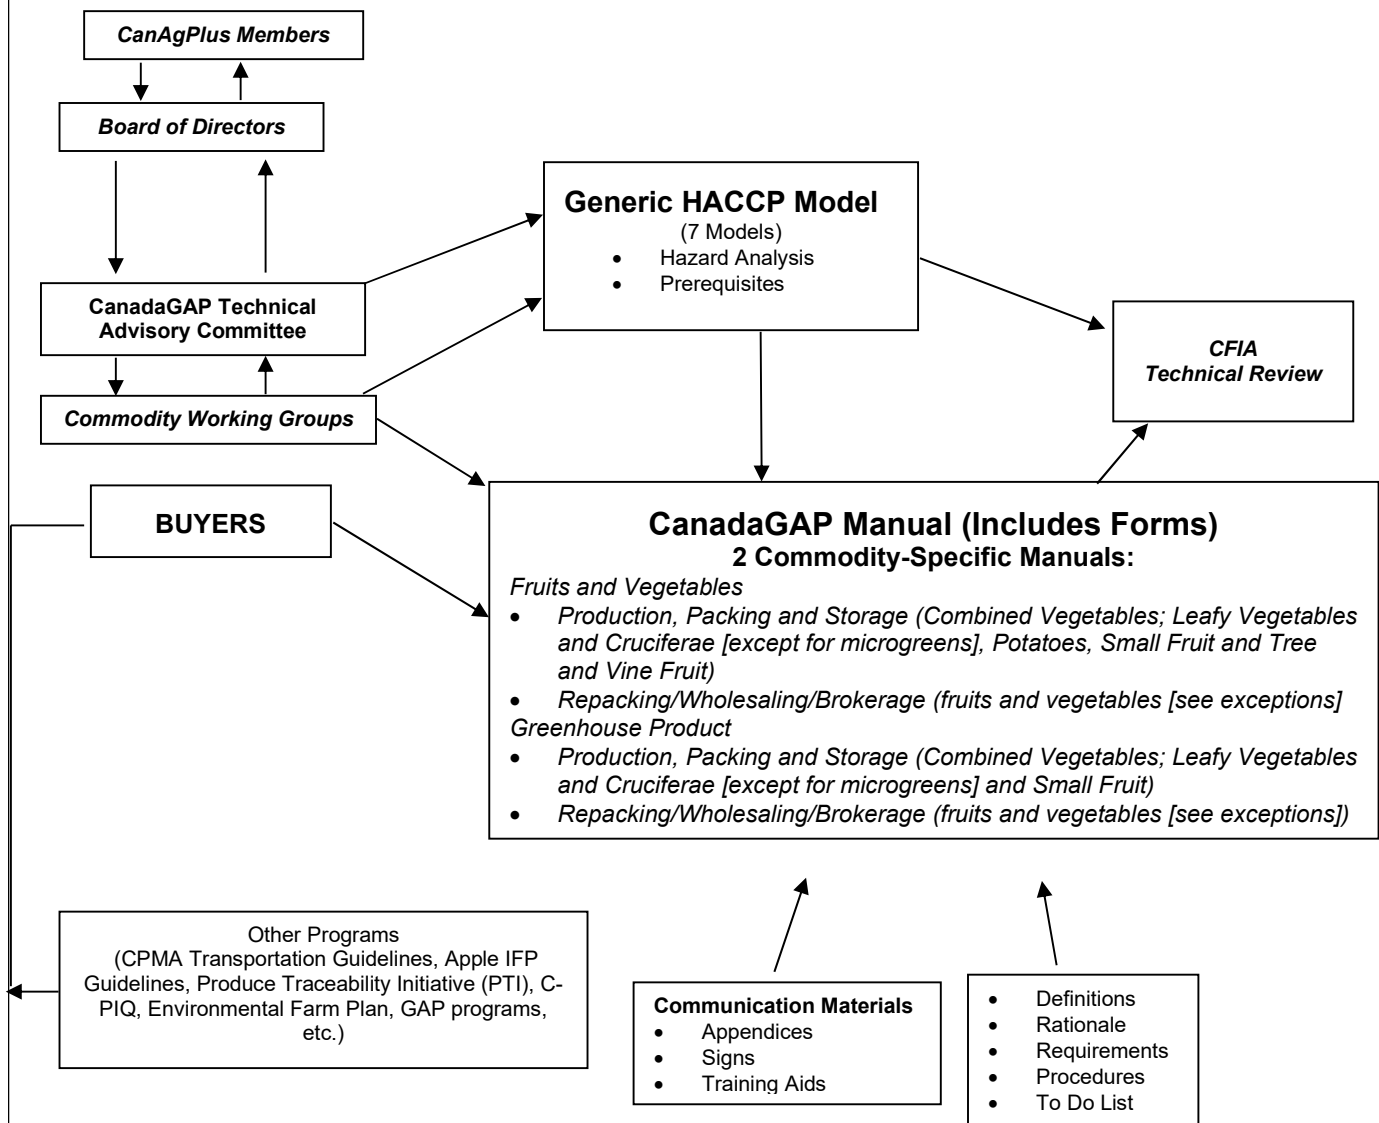 CanAgPlus Members
Board of Directors
Generic HACCP Model
(7 Models)
• Hazard Analysis
• Prerequisites
CanadaGAP Technical
Advisory Committee
CFIA
Technical Review
Commodity Working Groups
BUYERS
CanadaGAP Manual (Includes Forms)
2 Commodity-Specific Manuals:
Fruits and Vegetables
• Production, Packing and Storage (Combined Vegetables; Leafy Vegetables
and Cruciferae [except for microgreens], Potatoes, Small Fruit and Tree
and Vine Fruit)
• Repacking/Wholesaling/Brokerage (fruits and vegetables [see exceptions]
Greenhouse Product
• Production, Packing and Storage (Combined Vegetables; Leafy Vegetables
and Cruciferae [except for microgreens] and Small Fruit)
• Repacking/Wholesaling/Brokerage (fruits and vegetables [see exceptions])
Other Programs
(CPMA Transportation Guidelines, Apple IFP
Guidelines, Produce Traceability Initiative (PTI), C-
PIQ, Environmental Farm Plan, GAP programs,
etc.)
Communication Materials
• Appendices
• Signs
• Training Aids
• Definitions
• Rationale
• Requirements
• Procedures
• To Do List